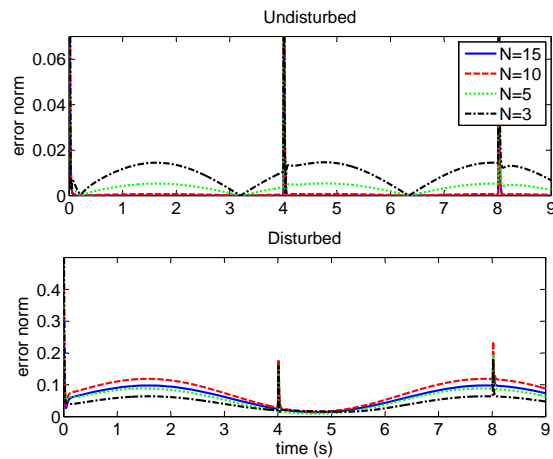 Undisturbed
error norm
0.06
0.04
0.02
0
0 1 2 3 4 5 6 7 8 9
N=15
N=10
N=5
N=3
Disturbed
error norm
0.4
0.3
0.2
0.1
0
0 1 2 3 4 5 6 7 8 9
time (s)